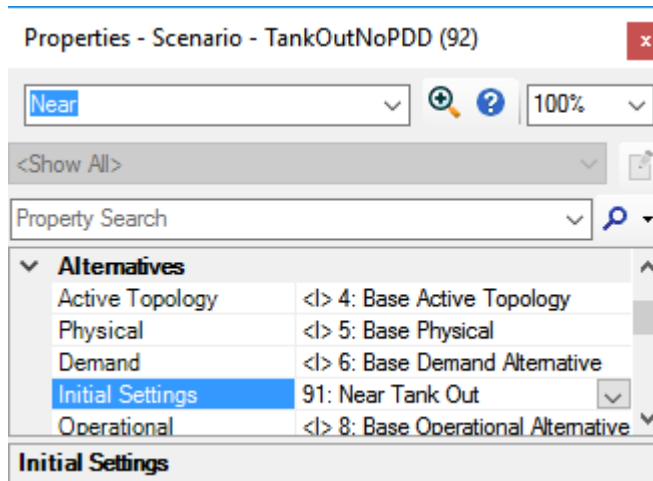 Properties - Scenario - TankOutNoPDD (92)
x
Near 100%
<Show All>
Property Search
Alternatives
Active Topology <I> 4: Base Active Topology
Physical <I> 5: Base Physical
Demand <I> 6: Base Demand Alternative
Initial Settings 91: Near Tank Out
Operational <I> 8: Base Operational Alternative
Initial Settings